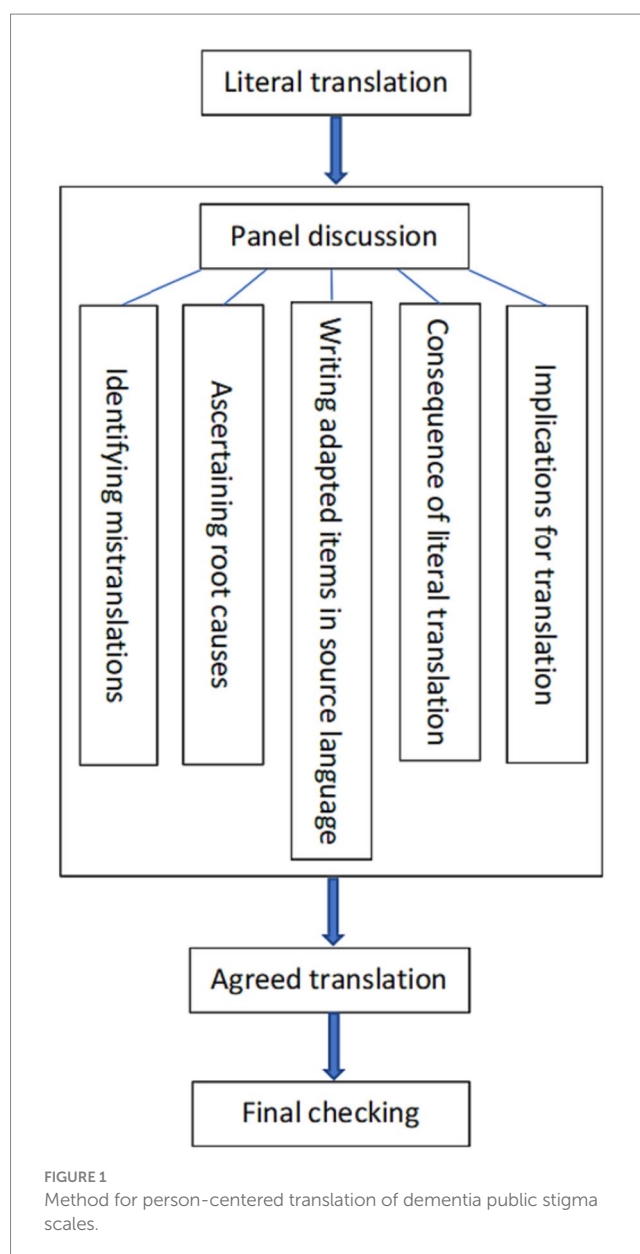 Literal translation
Panel discussion
Identifying mistranslations
Ascertaining root causes
Writing adapted items in source language
Consequence of literal translation
Implications for translation
Agreed translation
Final checking
FIGURE 1
Method for person-centered translation of dementia public stigma
scales.